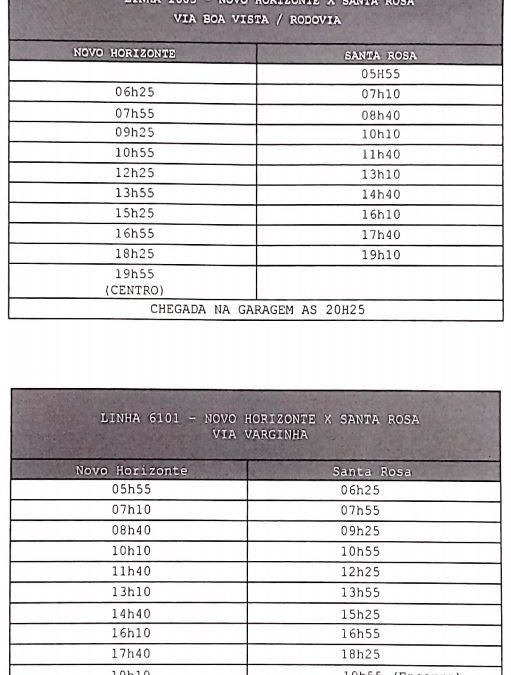 NOVO HORIZONTE X SANTA ROSA
VIA BOA VISTA / RODOVIA
NOVO HORIZONTE SANTA ROSA
05H55
06h25 07h10
07h55 08h40
09h25 10h10
10h55 11h40
12h25 13h10
13h55 14h40
15h25 16h10
16h55 17h40
18h25 19h10
19h55
(CENTRO)
CHEGADA NA GARAGEM AS 20H25
LINHA 6101 - NOVO HORIZONTE X SANTA ROSA
VIA VARGINHA
Novo Horizonte Santa Rosa
05h55 06h25
07h10 07h55
08h40 09h25
10h10 10h55
11h40 12h25
13h10 13h55
14h40 15h25
16h10 16h55
17h40 18h25
19h10 19h55